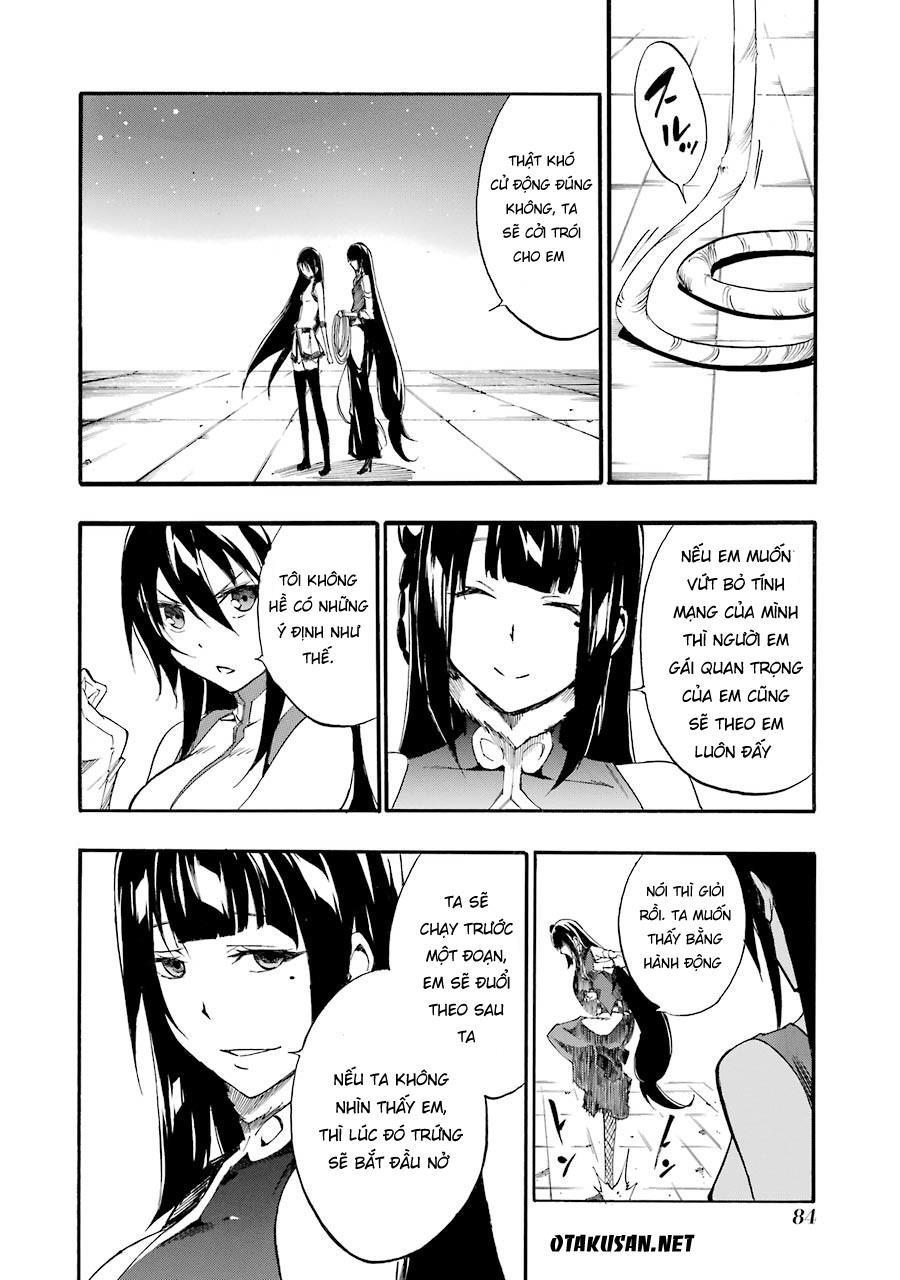 ズルッ
THẬT KHÓ
CỬ ĐỘNG ĐÚNG
KHÔNG, TA
SẼ CỞI TRÓI
CHO EM
NẾU EM MUỐN
VỨT BỎ TÍNH
MẠNG CỦA MÌNH
THÌ NGƯỜI EM
GÁI QUAN TRỌNG
CỦA EM CŨNG
SẼ THEO EM
LUÔN ĐẤY
TÔI KHÔNG
HỀ CÓ NHỮNG
Ý ĐỊNH NHƯ
THẾ.
NÓI THÌ GIỎI
RỒI. TA MUỐN
THẤY BẰNG
HÀNH ĐỘNG
TA SẼ
CHẠY TRƯỚC
MỘT ĐOẠN,
EM SẼ ĐUỔI
THEO SAU
TA
NẾU TA KHÔNG
NHÌN THẤY EM,
THÌ LÚC ĐÓ TRỨNG
SẼ BẮT ĐẦU NỞ
84
OTAKUSAN.NET